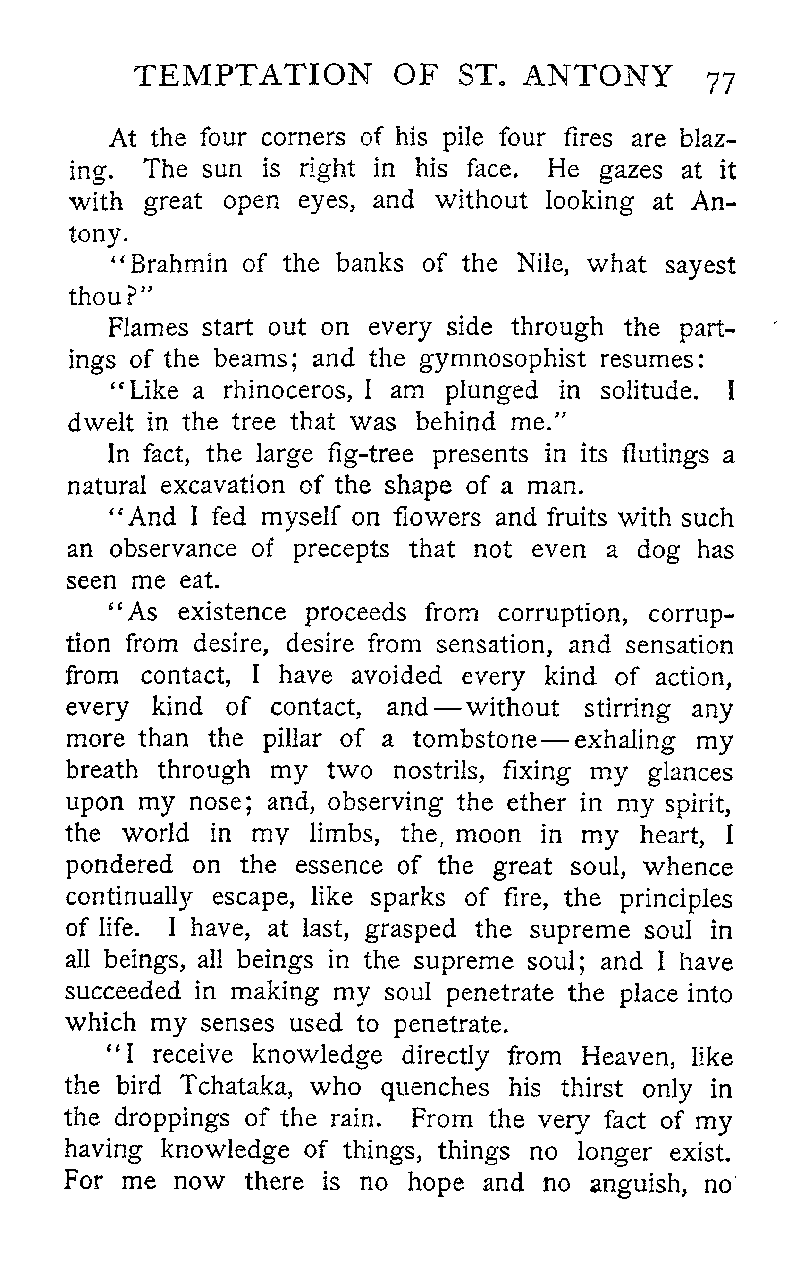 TEMPTATION OF ST. ANTONY 77
At the four corners of his pile four fires are blaz-
ing. The sun is right in his face. He gazes at it
with great open eyes, and without looking at An-
tony.
"Brahmin of the banks of the Nile, what sayest
thou?"
Flames start out on every side through the part-
ings of the beams; and the gymnosophist resumes:
"Like a rhinoceros, I am plunged in solitude. I
dwelt in the tree that was behind me."
In fact, the large fig-tree presents in its flutings a
natural excavation of the shape of a man.
"And I fed myself on flowers and fruits with such
an observance of precepts that not even a dog has
seen me eat.
"As existence proceeds from corruption, corrup-
tion from desire, desire from sensation, and sensation
from contact, I have avoided every kind of action,
every kind of contact, and—without stirring any
more than the pillar of a tombstone—exhaling my
breath through my two nostrils, fixing my glances
upon my nose; and, observing the ether in my spirit,
the world in my limbs, the, moon in my heart, I
pondered on the essence of the great soul, whence
continually escape, like sparks of fire, the principles
of life. I have, at last, grasped the supreme soul in
all beings, all beings in the supreme soul; and I have
succeeded in making my soul penetrate the place into
which my senses used to penetrate.
"I receive knowledge directly from Heaven, like
the bird Tchataka, who quenches his thirst only in
the droppings of the rain. From the very fact of my
having knowledge of things, things no longer exist.
For me now there is no hope and no anguish, no